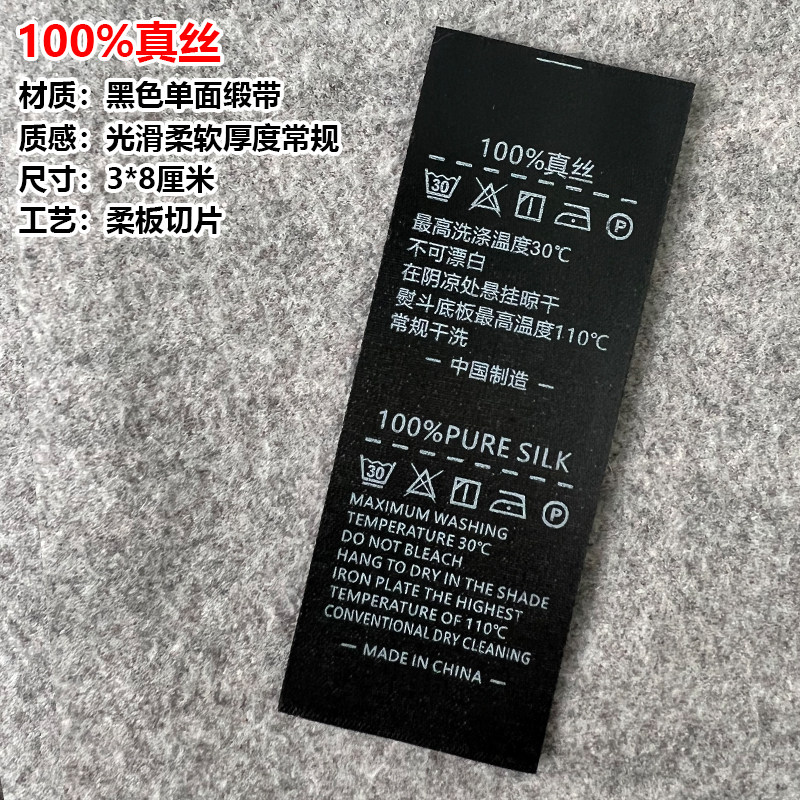 100%真丝
材质：黑色单面缎带
质感：光滑柔软厚度常规
尺寸：3*8厘米
工艺：柔板切片
100%真丝
30 P
最高洗涤温度30℃
不可漂白
在阴凉处悬挂晾干
熨斗底板最高温度110℃
常规干洗
— 中国制造 —
100%PURE SILK
30 P
MAXIMUM WASHING
TEMPERATURE 30℃
DO NOT BLEACH
HANG TO DRY IN THE SHADE
IRON PLATE THE HIGHEST
TEMPERATURE OF 110℃
CONVENTIONAL DRY CLEANING
— MADE IN CHINA —